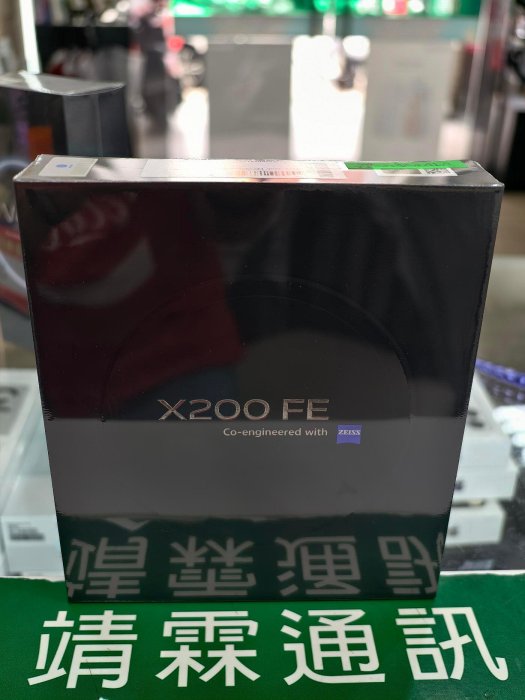 X200 FE
Co-engineered with ZEISS
靖霖通訊